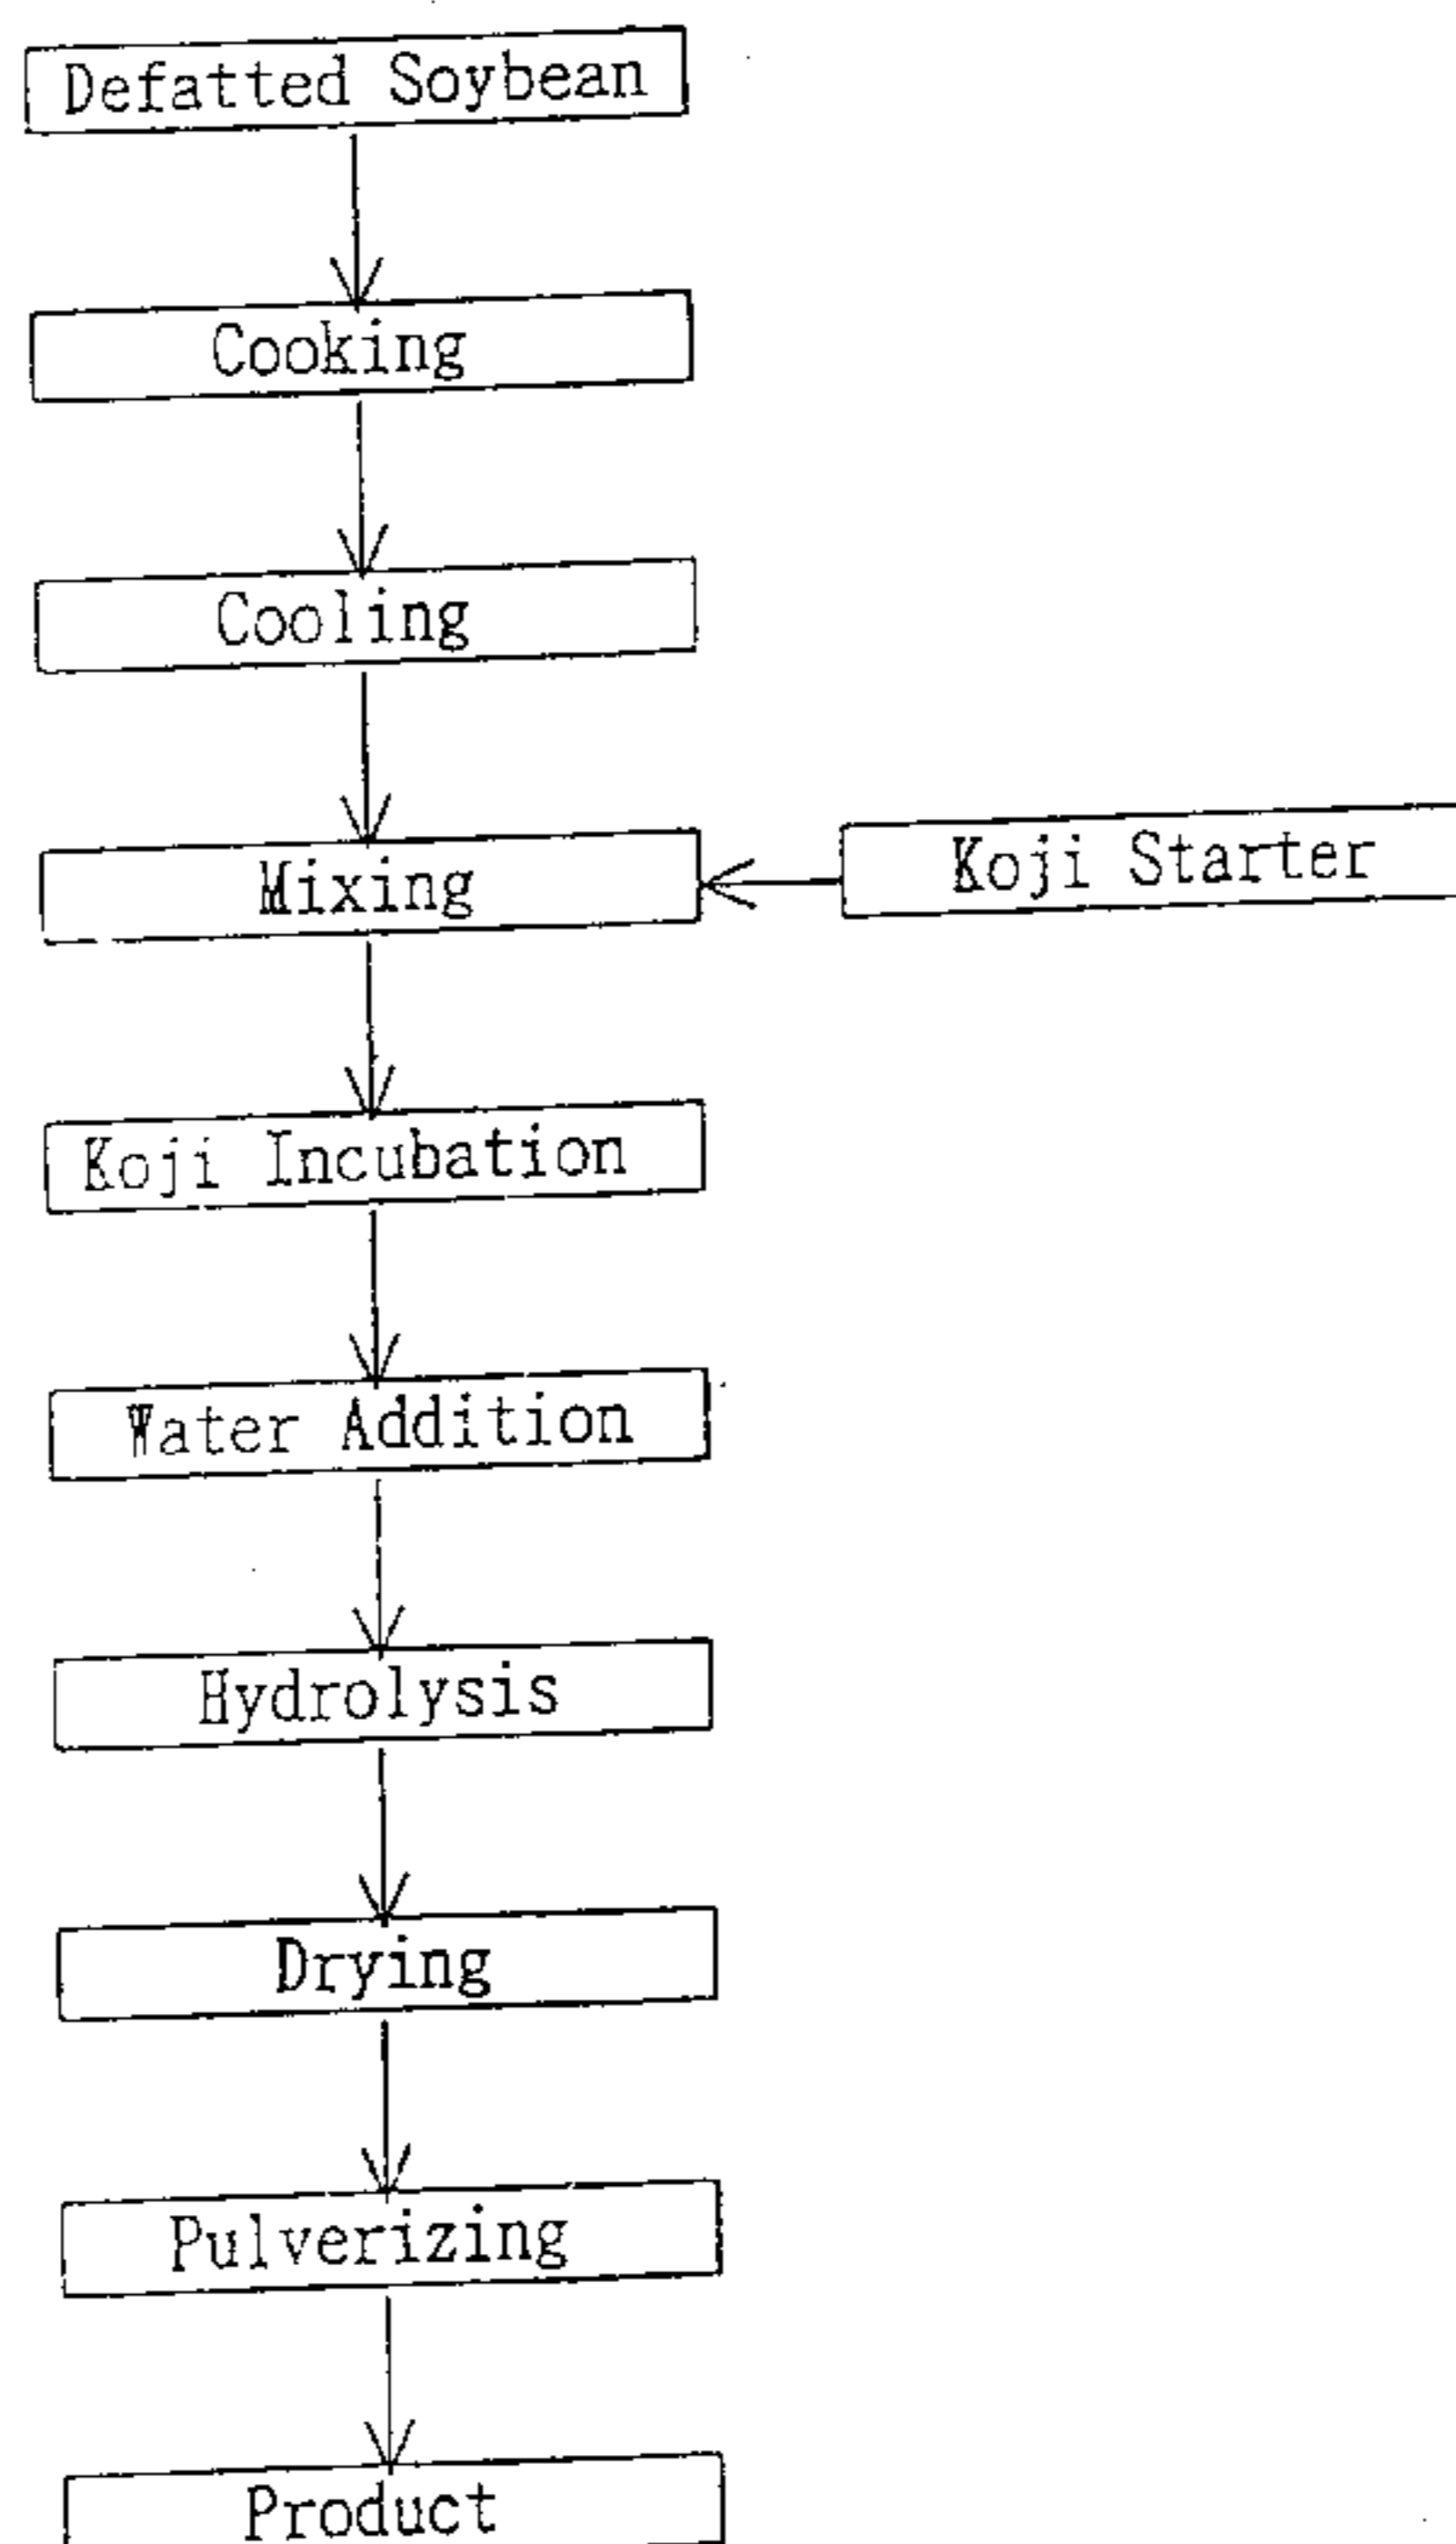 Defatted Soybean
Cooking
Cooling
Mixing
Koji Starter
Koji Incubation
Water Addition
Hydrolysis
Drying
Pulverizing
Product